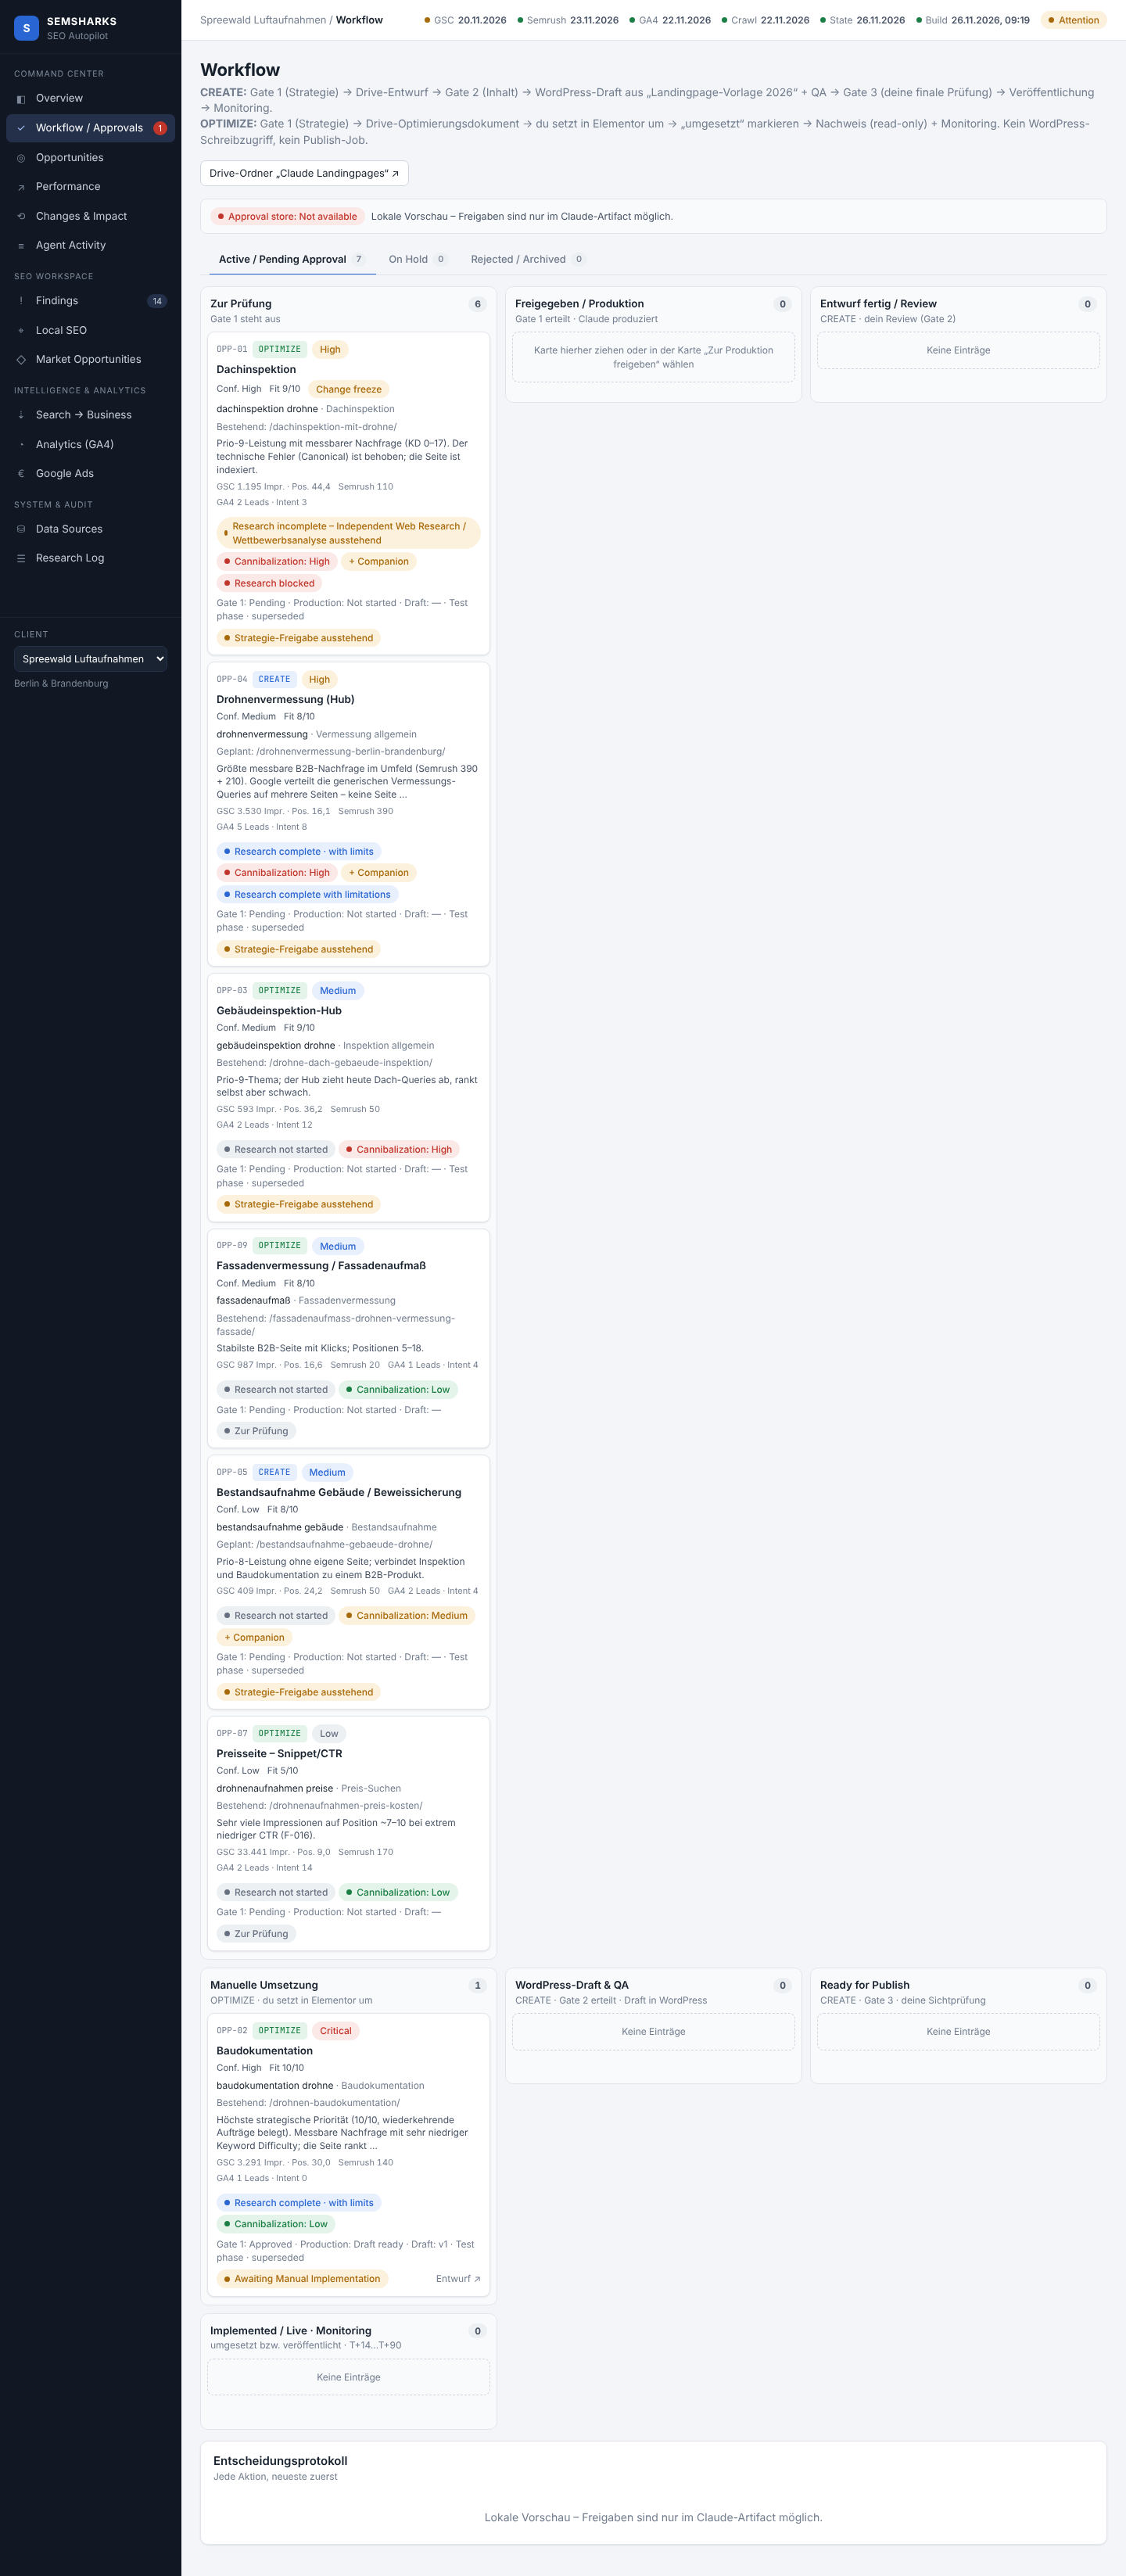 S
SEMSHARKS
SEO Autopilot
COMMAND CENTER
Overview
Workflow / Approvals 1
Opportunities
Performance
Changes & Impact
Agent Activity
SEO WORKSPACE
Findings 14
Local SEO
Market Opportunities
INTELLIGENCE & ANALYTICS
Search → Business
Analytics (GA4)
Google Ads
SYSTEM & AUDIT
Data Sources
Research Log
CLIENT
Spreewald Luftaufnahmen
Berlin & Brandenburg
Spreewald Luftaufnahmen / Workflow
GSC 20.11.2026 Semrush 23.11.2026 GA4 22.11.2026 Crawl 22.11.2026 State 26.11.2026 Build 26.11.2026, 09:19 Attention
Workflow
CREATE: Gate 1 (Strategie) → Drive-Entwurf → Gate 2 (Inhalt) → WordPress-Draft aus „Landingpage-Vorlage 2026“ + QA → Gate 3 (deine finale Prüfung) → Veröffentlichung
→ Monitoring.
OPTIMIZE: Gate 1 (Strategie) → Drive-Optimierungsdokument → du setzt in Elementor um → „umgesetzt“ markieren → Nachweis (read-only) + Monitoring. Kein WordPress-
Schreibzugriff, kein Publish-Job.
Drive-Ordner „Claude Landingpages“ ↗
Approval store: Not available Lokale Vorschau – Freigaben sind nur im Claude-Artifact möglich.
Active / Pending Approval 7 On Hold 0 Rejected / Archived 0
Zur Prüfung 6
Gate 1 steht aus
OPP-01 OPTIMIZE High
Dachinspektion
Conf. High Fit 9/10 Change freeze
dachinspektion drohne · Dachinspektion
Bestehend: /dachinspektion-mit-drohne/
Prio-9-Leistung mit messbarer Nachfrage (KD 0–17). Der
technische Fehler (Canonical) ist behoben; die Seite ist
indexiert.
GSC 1.195 Impr. · Pos. 44,4 Semrush 110
GA4 2 Leads · Intent 3
Research incomplete – Independent Web Research /
Wettbewerbsanalyse ausstehend
Cannibalization: High + Companion
Research blocked
Gate 1: Pending · Production: Not started · Draft: — · Test
phase · superseded
Strategie-Freigabe ausstehend
OPP-04 CREATE High
Drohnenvermessung (Hub)
Conf. Medium Fit 8/10
drohnenvermessung · Vermessung allgemein
Geplant: /drohnenvermessung-berlin-brandenburg/
Größte messbare B2B-Nachfrage im Umfeld (Semrush 390
+ 210). Google verteilt die generischen Vermessungs-
Queries auf mehrere Seiten – keine Seite ...
GSC 3.530 Impr. · Pos. 16,1 Semrush 390
GA4 5 Leads · Intent 8
Research complete · with limits
Cannibalization: High + Companion
Research complete with limitations
Gate 1: Pending · Production: Not started · Draft: — · Test
phase · superseded
Strategie-Freigabe ausstehend
OPP-03 OPTIMIZE Medium
Gebäudeinspektion-Hub
Conf. Medium Fit 9/10
gebäudeinspektion drohne · Inspektion allgemein
Bestehend: /drohne-dach-gebaeude-inspektion/
Prio-9-Thema; der Hub zieht heute Dach-Queries ab, rankt
selbst aber schwach.
GSC 593 Impr. · Pos. 36,2 Semrush 50
GA4 2 Leads · Intent 12
Research not started Cannibalization: High
Gate 1: Pending · Production: Not started · Draft: — · Test
phase · superseded
Strategie-Freigabe ausstehend
OPP-09 OPTIMIZE Medium
Fassadenvermessung / Fassadenaufmaß
Conf. Medium Fit 8/10
fassadenaufmaß · Fassadenvermessung
Bestehend: /fassadenaufmass-drohnen-vermessung-
fassade/
Stabilste B2B-Seite mit Klicks; Positionen 5–18.
GSC 987 Impr. · Pos. 16,6 Semrush 20 GA4 1 Leads · Intent 4
Research not started Cannibalization: Low
Gate 1: Pending · Production: Not started · Draft: —
Zur Prüfung
OPP-05 CREATE Medium
Bestandsaufnahme Gebäude / Beweissicherung
Conf. Low Fit 8/10
bestandsaufnahme gebäude · Bestandsaufnahme
Geplant: /bestandsaufnahme-gebaeude-drohne/
Prio-8-Leistung ohne eigene Seite; verbindet Inspektion
und Baudokumentation zu einem B2B-Produkt.
GSC 409 Impr. · Pos. 24,2 Semrush 50 GA4 2 Leads · Intent 4
Research not started Cannibalization: Medium
+ Companion
Gate 1: Pending · Production: Not started · Draft: — · Test
phase · superseded
Strategie-Freigabe ausstehend
OPP-07 OPTIMIZE Low
Preisseite – Snippet/CTR
Conf. Low Fit 5/10
drohnenaufnahmen preise · Preis-Suchen
Bestehend: /drohnenaufnahmen-preis-kosten/
Sehr viele Impressionen auf Position ~7–10 bei extrem
niedriger CTR (F-016).
GSC 33.441 Impr. · Pos. 9,0 Semrush 170
GA4 2 Leads · Intent 14
Research not started Cannibalization: Low
Gate 1: Pending · Production: Not started · Draft: —
Zur Prüfung
Freigegeben / Produktion 0
Gate 1 erteilt · Claude produziert
Karte hierher ziehen oder in der Karte „Zur Produktion
freigeben“ wählen
Entwurf fertig / Review 0
CREATE · dein Review (Gate 2)
Keine Einträge
Manuelle Umsetzung 1
OPTIMIZE · du setzt in Elementor um
OPP-02 OPTIMIZE Critical
Baudokumentation
Conf. High Fit 10/10
baudokumentation drohne · Baudokumentation
Bestehend: /drohnen-baudokumentation/
Höchste strategische Priorität (10/10, wiederkehrende
Aufträge belegt). Messbare Nachfrage mit sehr niedriger
Keyword Difficulty; die Seite rankt ...
GSC 3.291 Impr. · Pos. 30,0 Semrush 140
GA4 1 Leads · Intent 0
Research complete · with limits
Cannibalization: Low
Gate 1: Approved · Production: Draft ready · Draft: v1 · Test
phase · superseded
Awaiting Manual Implementation Entwurf ↗
WordPress-Draft & QA 0
CREATE · Gate 2 erteilt · Draft in WordPress
Keine Einträge
Ready for Publish 0
CREATE · Gate 3 · deine Sichtprüfung
Keine Einträge
Implemented / Live · Monitoring 0
umgesetzt bzw. veröffentlicht · T+14…T+90
Keine Einträge
Entscheidungsprotokoll
Jede Aktion, neueste zuerst
Lokale Vorschau – Freigaben sind nur im Claude-Artifact möglich.